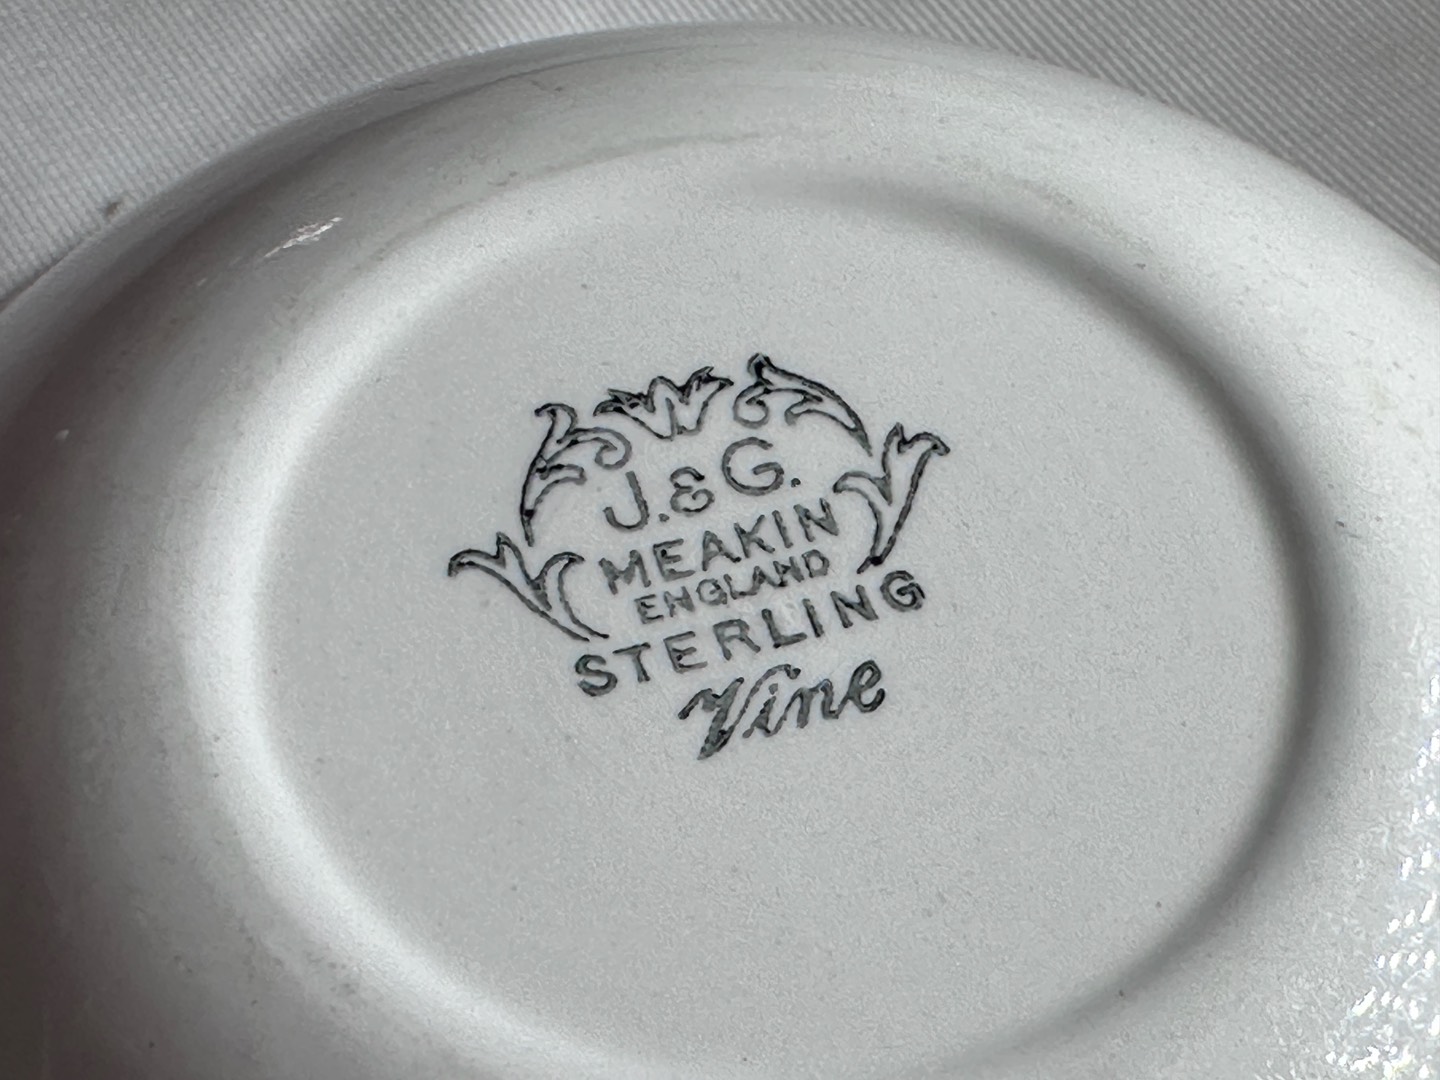 J. & G.
MEAKIN
ENGLAND
STERLING
Vine